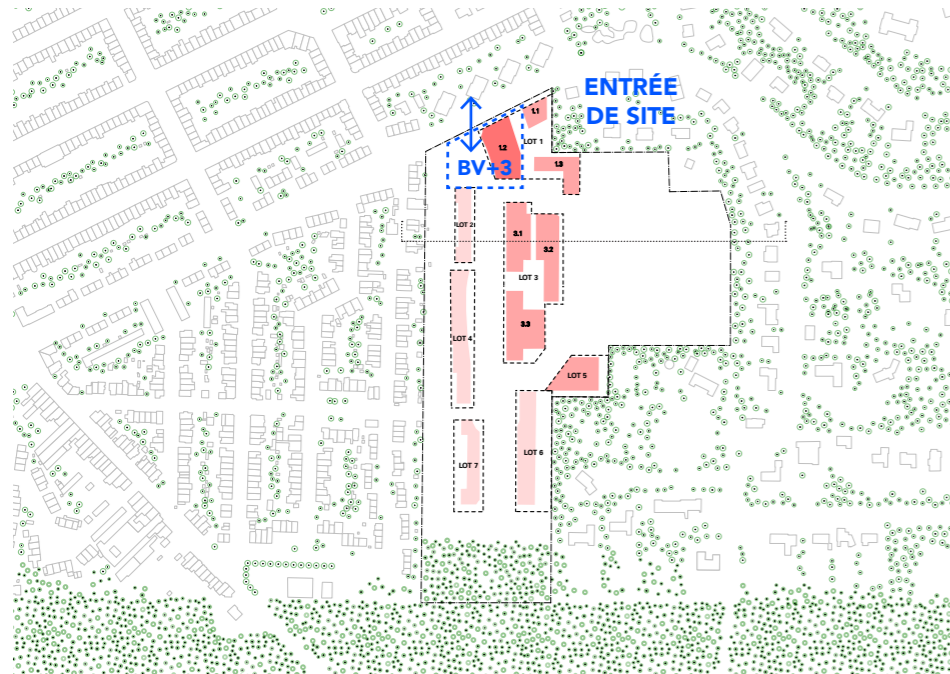 ENTRÉE
DE SITE
1.1
LOT 1
1.2
BV+3
1.3
LOT 2
3.1
3.2
LOT 3
3.3
LOT 4
LOT 5
LOT 6
LOT 7